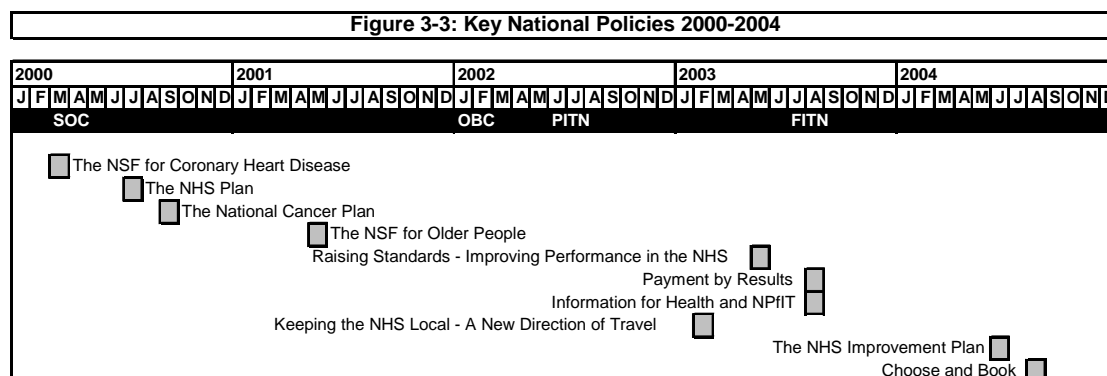 Figure 3-3: Key National Policies 2000-2004
2000 2001 2002 2003 2004
J F M A M J J A S O N D J F M A M J J A S O N D J F M A M J J A S O N D J F M A M J J A S O N D J F M A M J J A S O N
SOC OBC PITN FITN
The NSF for Coronary Heart Disease
The NHS Plan
The National Cancer Plan
The NSF for Older People
Raising Standards - Improving Performance in the NHS
Payment by Results
Information for Health and NPfIT
Keeping the NHS Local - A New Direction of Travel
The NHS Improvement Plan
Choose and Book